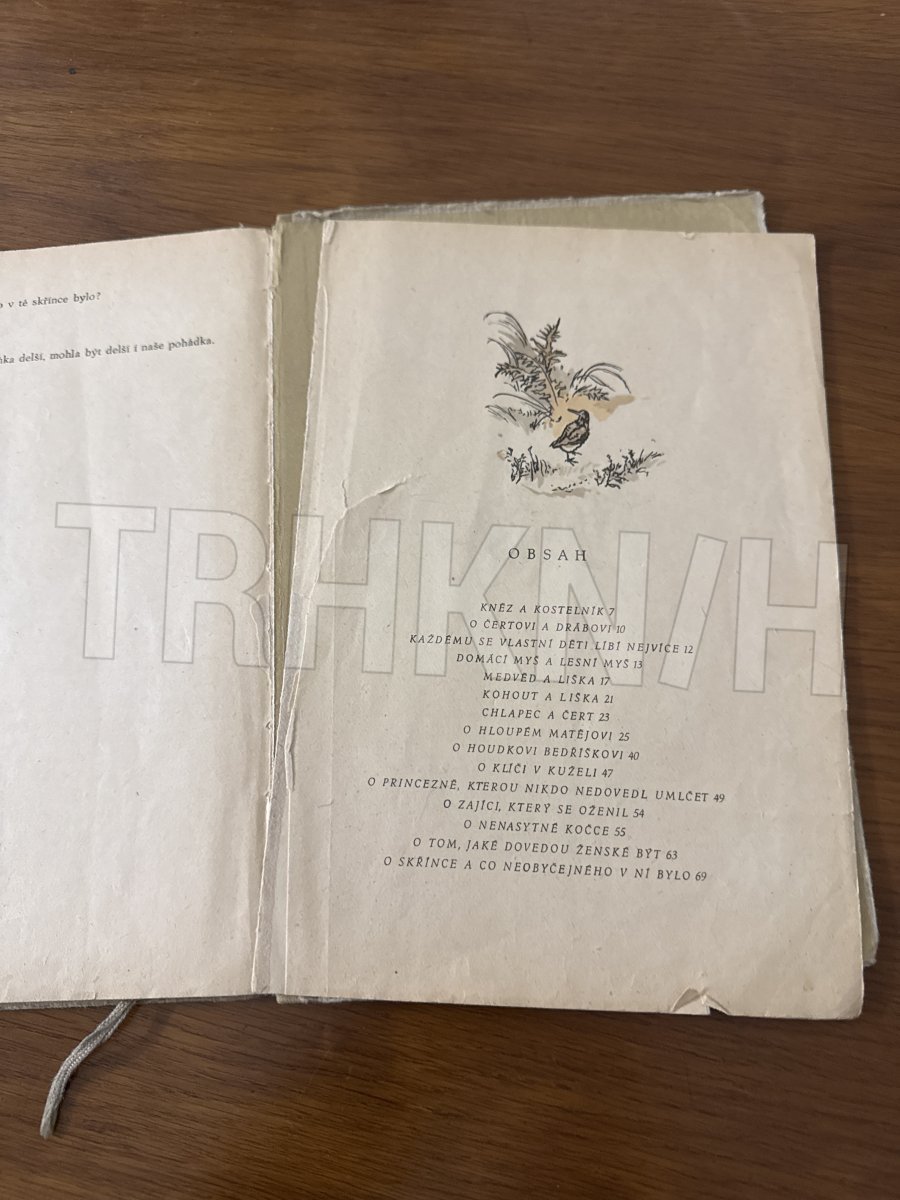 v té skřínce bylo?
delší, mohla být delší i naše pohádka.
OBSAH
KNĚZ A KOSTELNÍK 7
O ČERTOVI A DRÁBOVI 10
KAŽDÉMU SE VLASTNÍ DĚTI LÍBÍ NEJVÍCE 12
DOMÁCÍ MYŠ A LESNÍ MYŠ 13
MEDVĚD A LIŠKA 17
KOHOUT A LIŠKA 21
CHLAPEC A ČERT 23
O HLOUPÉM MATĚJOVI 25
O HOUDKOVI BEDŘÍŠKOVI 40
O KLÍČI V KUŽELI 47
O PRINCEZNĚ, KTEROU NIKDO NEDOVEDL UMLČET 49
O ZAJÍCI, KTERÝ SE OŽENIL 54
O NENASYTNÉ KOČCE 55
O TOM, JAKÉ DOVEDOU ŽENSKÉ BÝT 63
O SKŘÍNCE A CO NEOBYČEJNÉHO V NÍ BYLO 69
TRHKN/H